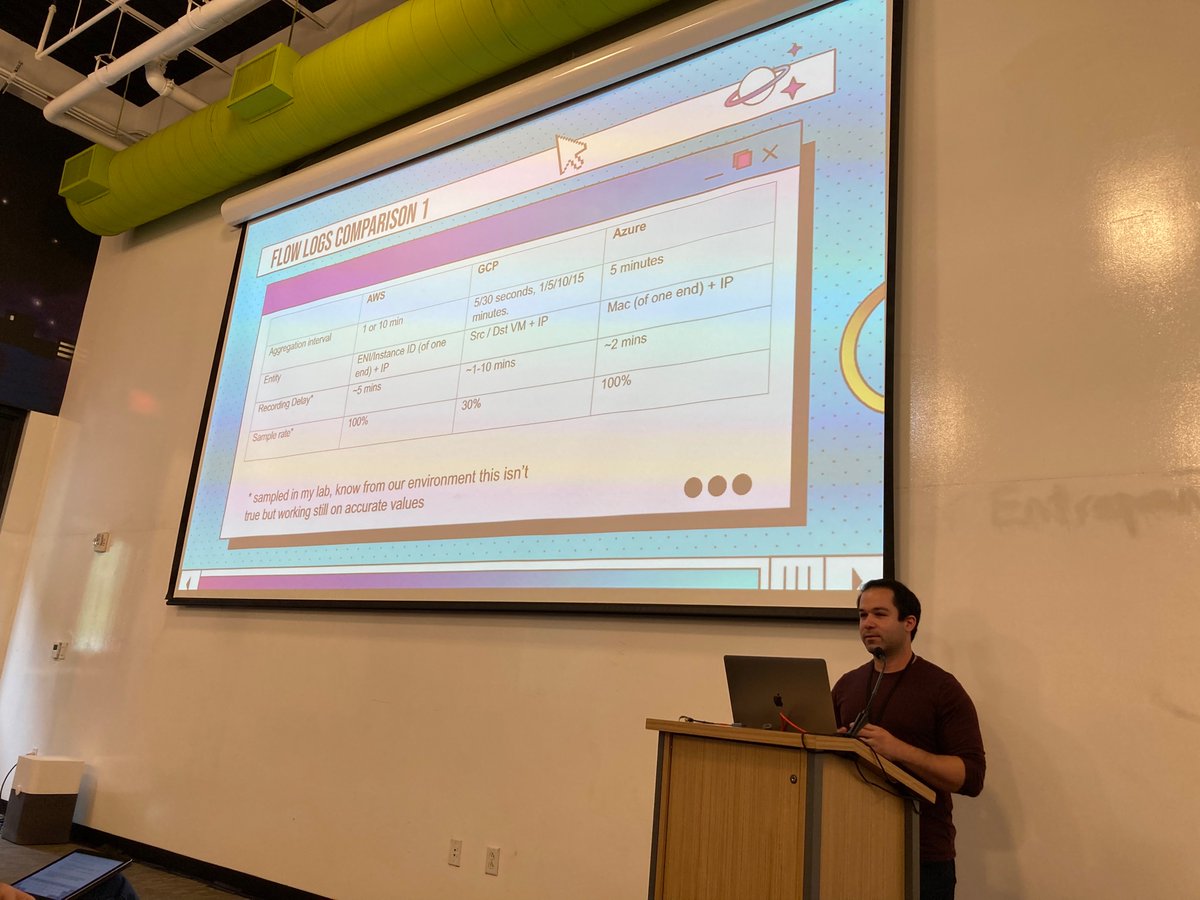 FLOW LOGS COMPARISON 1
AWS
GCP
Azure
Aggregation interval
1 or 10 min
5/30 seconds, 1/5/10/15
minutes.
5 minutes
Entity
ENI/Instance ID (of one
end) + IP
Src / Dst VM + IP
Mac (of one end) + IP
Recording Delay*
~5 mins
~1-10 mins
~2 mins
Sample rate*
100%
30%
100%
* sampled in my lab, know from our environment this isn't
true but working still on accurate values